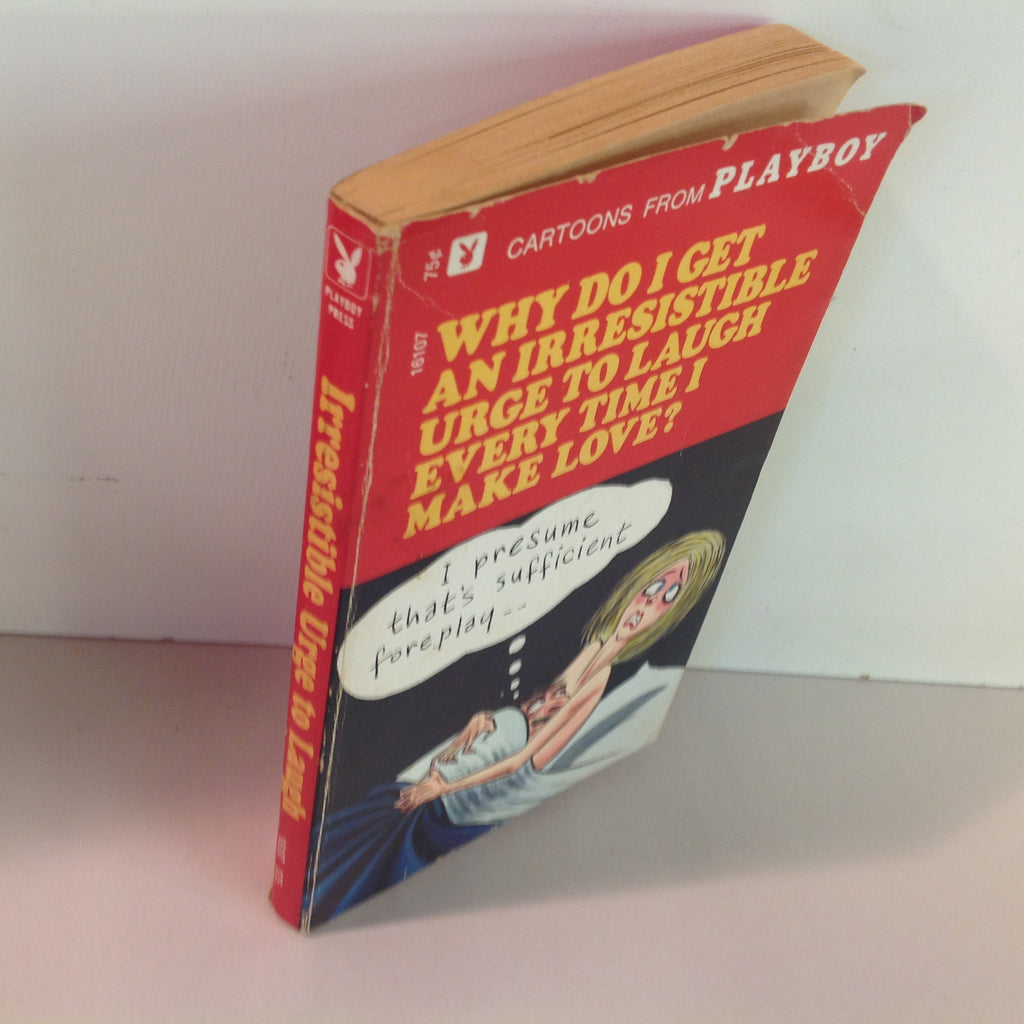 PLAYBOY
PRESS
Irresistible Urge to Laugh
75¢
CARTOONS FROM PLAYBOY
16107
WHY DO I GET
AN IRRESISTIBLE
URGE TO LAUGH
EVERY TIME I
MAKE LOVE?
I presume
that's sufficient
foreplay--